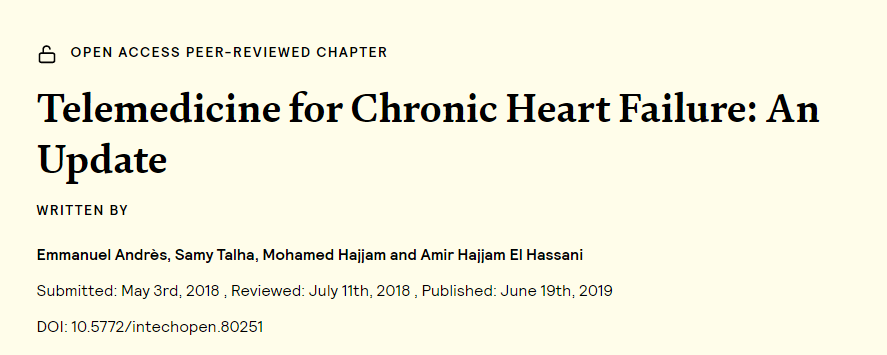 OPEN ACCESS PEER-REVIEWED CHAPTER
Telemedicine for Chronic Heart Failure: An
Update
WRITTEN BY
Emmanuel Andrès, Samy Talha, Mohamed Hajjam and Amir Hajjam El Hassani
Submitted: May 3rd, 2018 , Reviewed: July 11th, 2018 , Published: June 19th, 2019
DOI: 10.5772/intechopen.80251